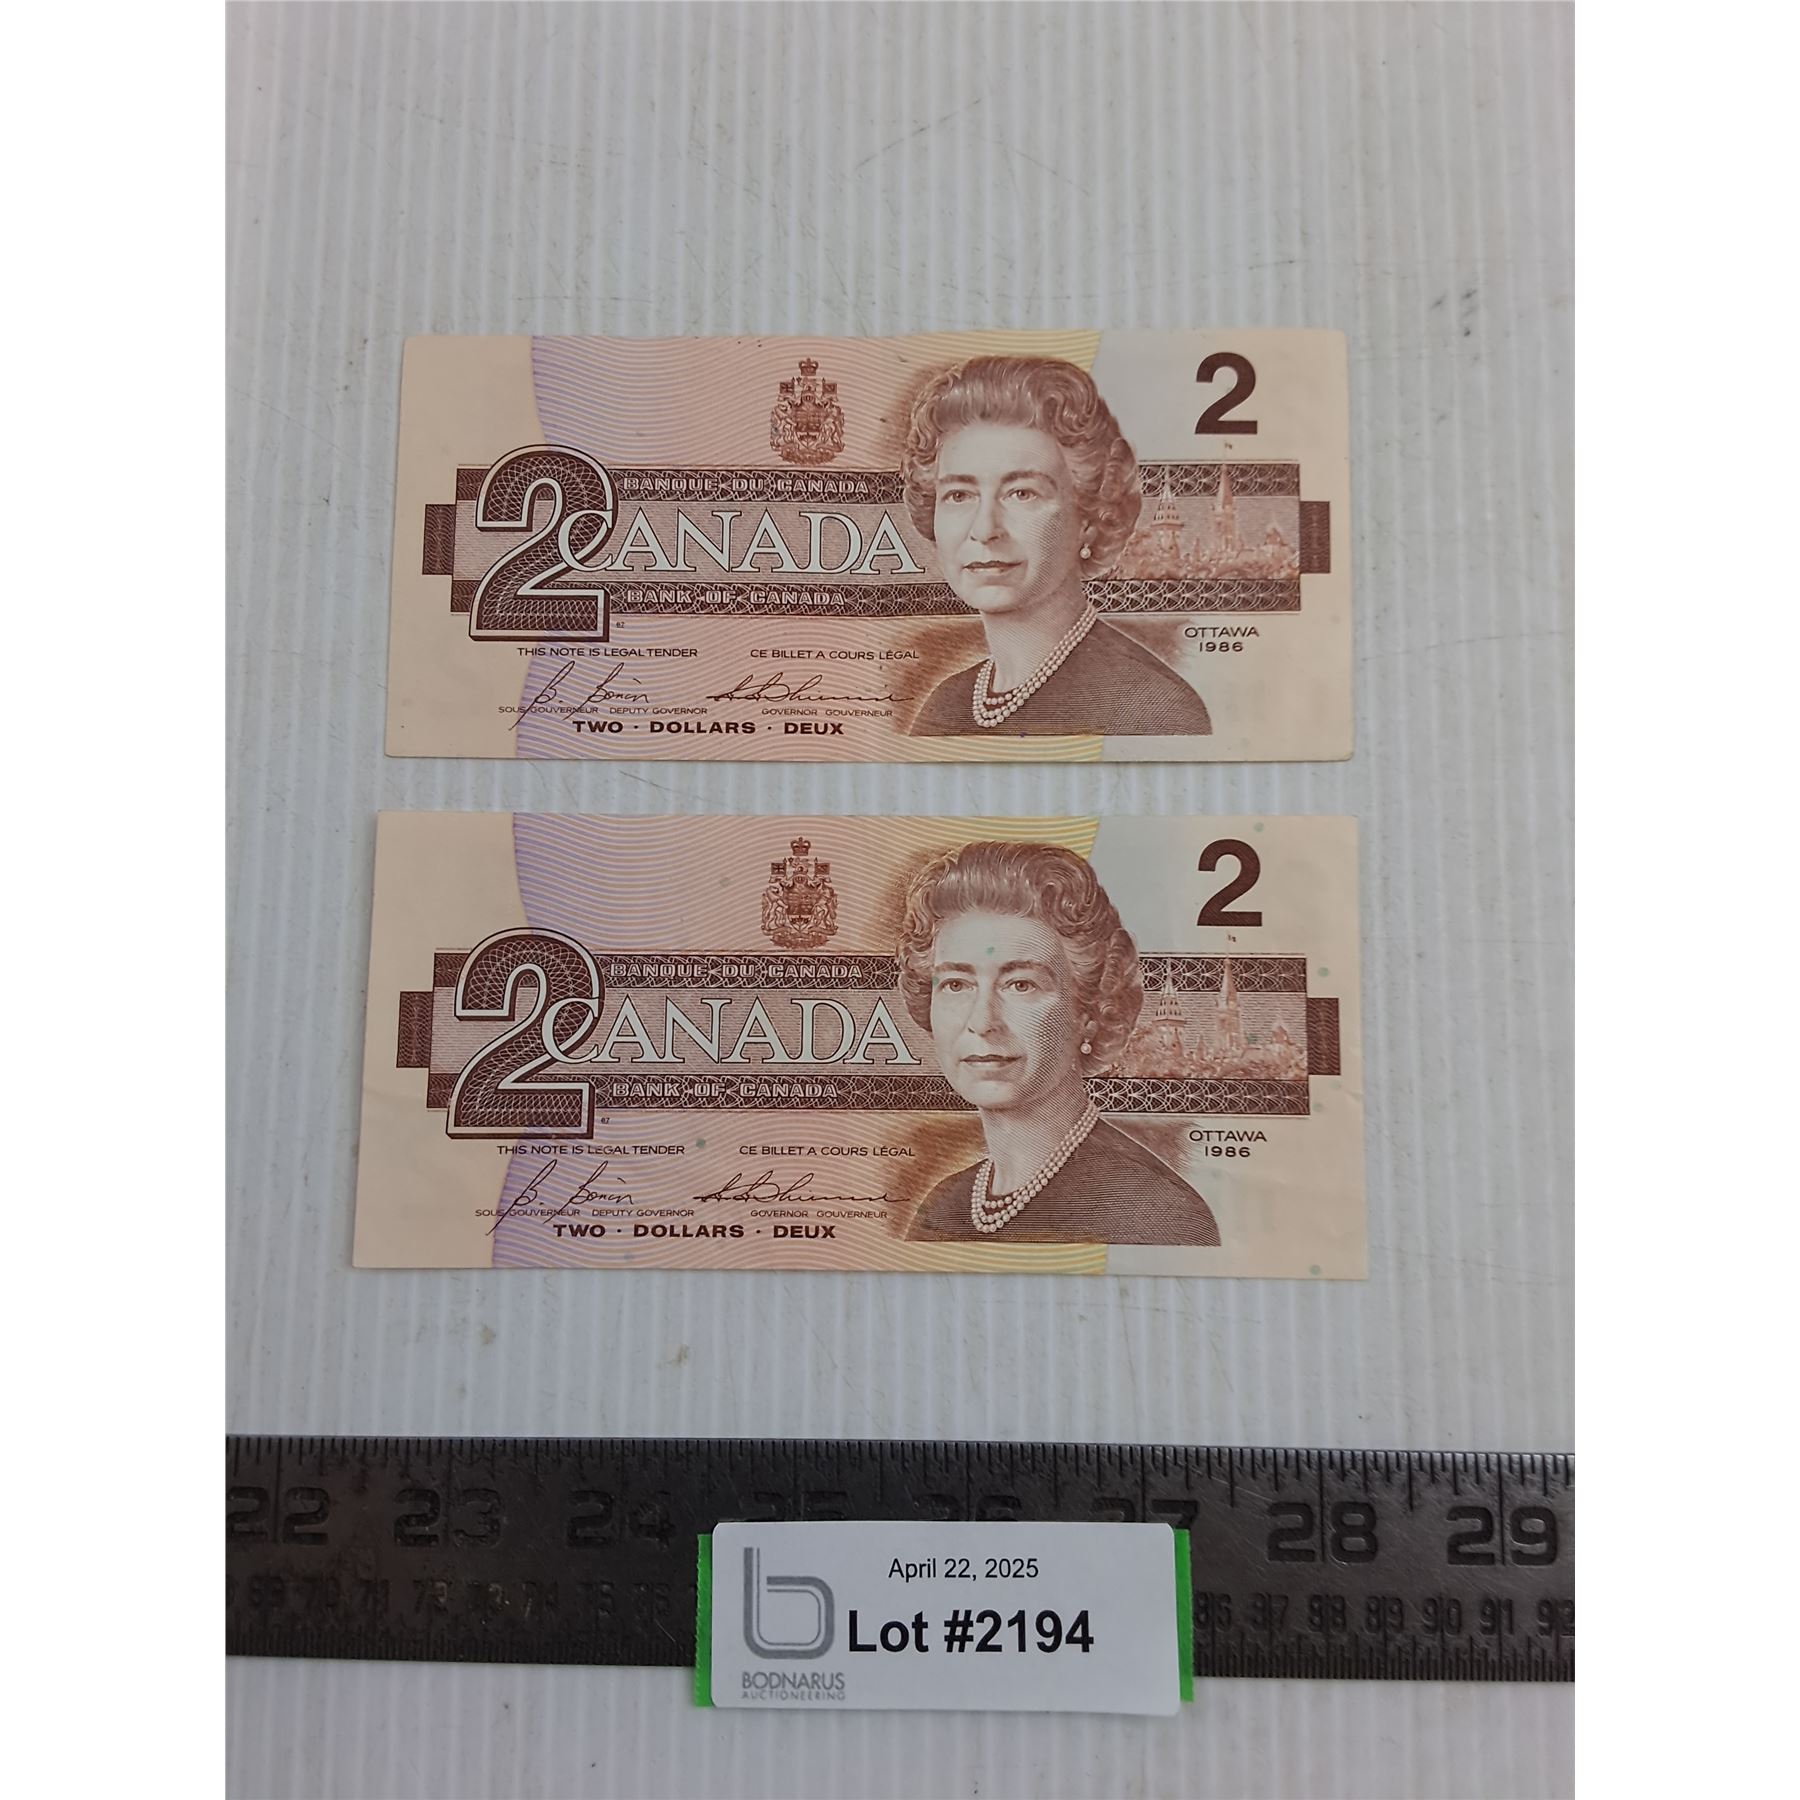 2
BANQUE DU CANADA
2
CANADA
BANK OF CANADA
87
OTTAWA
1986
THIS NOTE IS LEGAL TENDER CE BILLET A COURS LÉGAL
SOUS-GOUVERNEUR DEPUTY GOVERNOR GOVERNOR GOUVERNEUR
TWO · DOLLARS · DEUX
2
BANQUE DU CANADA
2
CANADA
BANK OF CANADA
87
OTTAWA
1986
THIS NOTE IS LEGAL TENDER CE BILLET A COURS LÉGAL
SOUS-GOUVERNEUR DEPUTY GOVERNOR GOVERNOR GOUVERNEUR
TWO · DOLLARS · DEUX
22 23 24 25 26 27 28 29
April 22, 2025
Lot #2194
BODNARUS
AUCTIONEERING